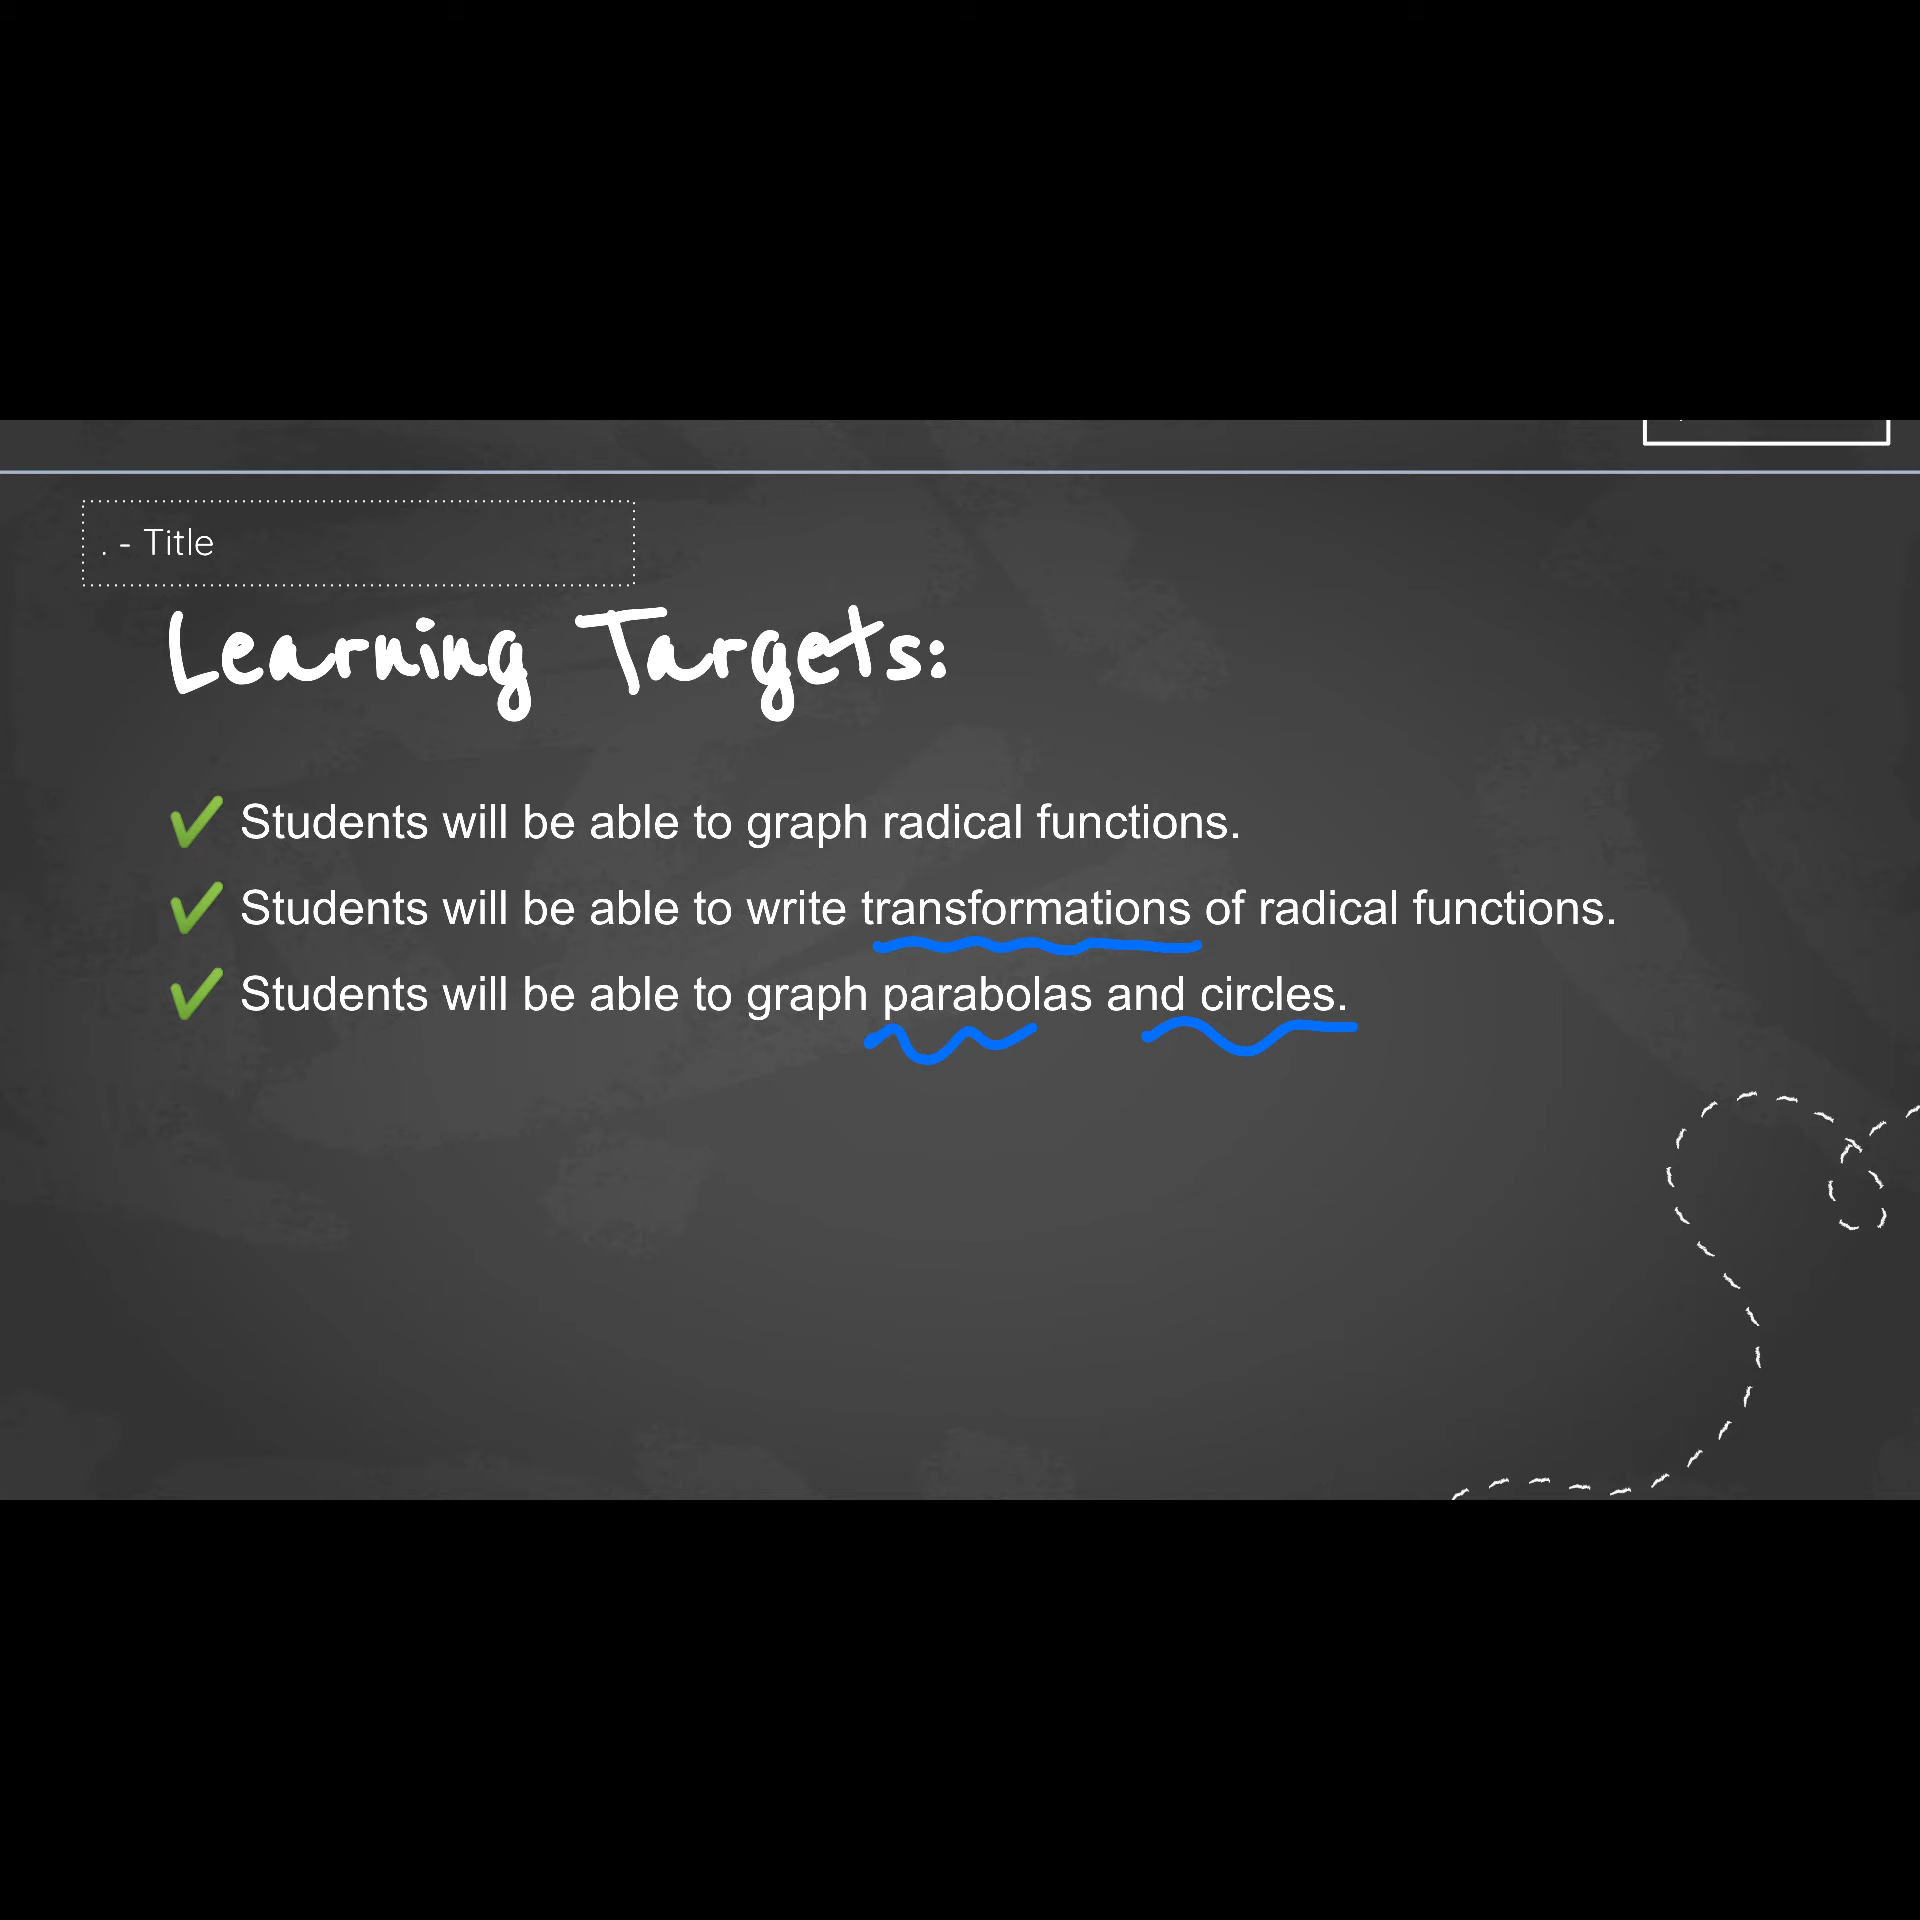 . - Title
Learning Targets:
✔ Students will be able to graph radical functions.
✔ Students will be able to write transformations of radical functions.
✔ Students will be able to graph parabolas and circles.